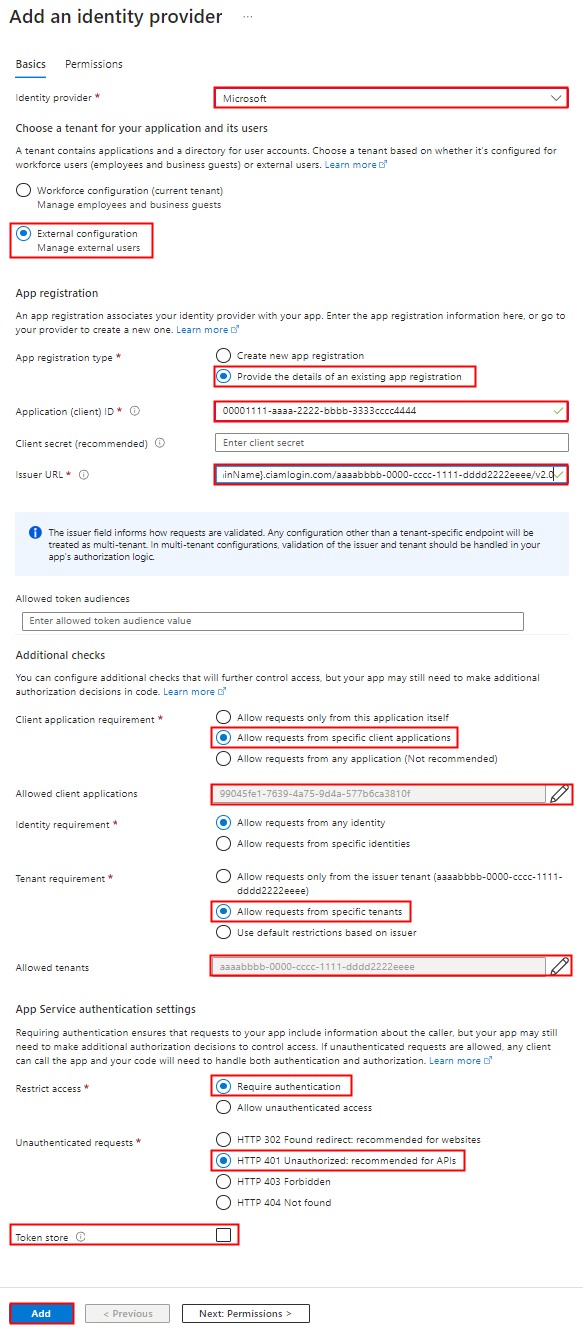 Add an identity provider ...
Basics Permissions
Identity provider * Microsoft
Choose a tenant for your application and its users
A tenant contains applications and a directory for user accounts. Choose a tenant based on whether it's configured for
workforce users (employees and business guests) or external users. Learn more
Workforce configuration (current tenant)
Manage employees and business guests
External configuration
Manage external users
App registration
An app registration associates your identity provider with your app. Enter the app registration information here, or go to
your provider to create a new one. Learn more
App registration type * Create new app registration
Provide the details of an existing app registration
Application (client) ID * 00001111-aaaa-2222-bbbb-3333cccc4444
Client secret (recommended) Enter client secret
Issuer URL * inName}.ciamlogin.com/aaaabbbb-0000-cccc-1111-dddd2222eeee/v2.0
The issuer field informs how requests are validated. Any configuration other than a tenant-specific endpoint will be
treated as multi-tenant. In multi-tenant configurations, validation of the issuer and tenant should be handled in your
app's authorization logic.
Allowed token audiences
Enter allowed token audience value
Additional checks
You can configure additional checks that will further control access, but your app may still need to make additional
authorization decisions in code. Learn more
Client application requirement * Allow requests only from this application itself
Allow requests from specific client applications
Allow requests from any application (Not recommended)
Allowed client applications 99045fe1-7639-4a75-9d4a-577b6ca3810f
Identity requirement * Allow requests from any identity
Allow requests from specific identities
Tenant requirement * Allow requests only from the issuer tenant (aaaabbbb-0000-cccc-1111-
dddd2222eeee)
Allow requests from specific tenants
Use default restrictions based on issuer
Allowed tenants aaaabbbb-0000-cccc-1111-dddd2222eeee
App Service authentication settings
Requiring authentication ensures that requests to your app include information about the caller, but your app may still
need to make additional authorization decisions to control access. If unauthenticated requests are allowed, any client
can call the app and your code will need to handle both authentication and authorization. Learn more
Restrict access * Require authentication
Allow unauthenticated access
Unauthenticated requests * HTTP 302 Found redirect: recommended for websites
HTTP 401 Unauthorized: recommended for APIs
HTTP 403 Forbidden
HTTP 404 Not found
Token store
Add < Previous Next: Permissions >